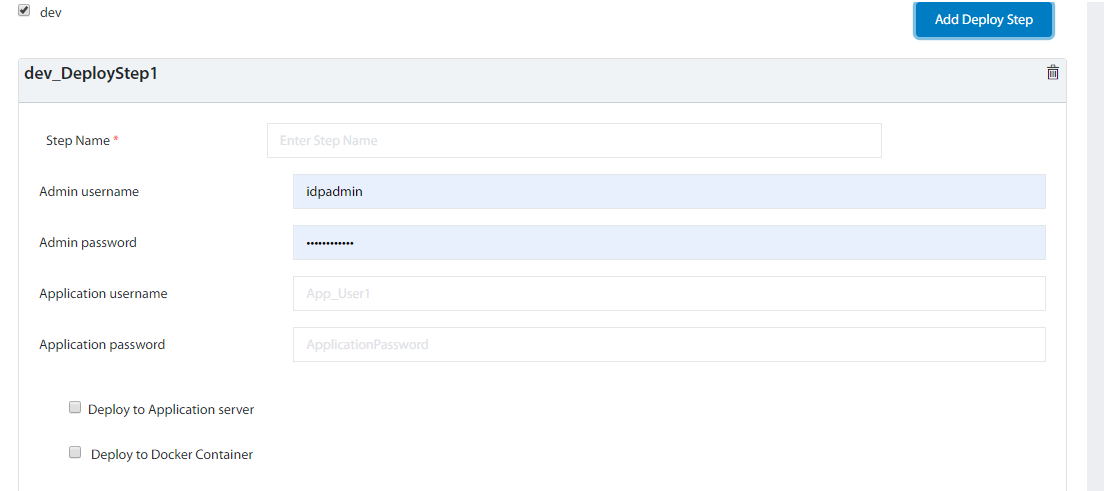 dev
Add Deploy Step
dev_DeployStep1
Step Name *
Enter Step Name
Admin username
idpadmin
Admin password
••••••••••••
Application username
App_User1
Application password
ApplicationPassword
Deploy to Application server
Deploy to Docker Container